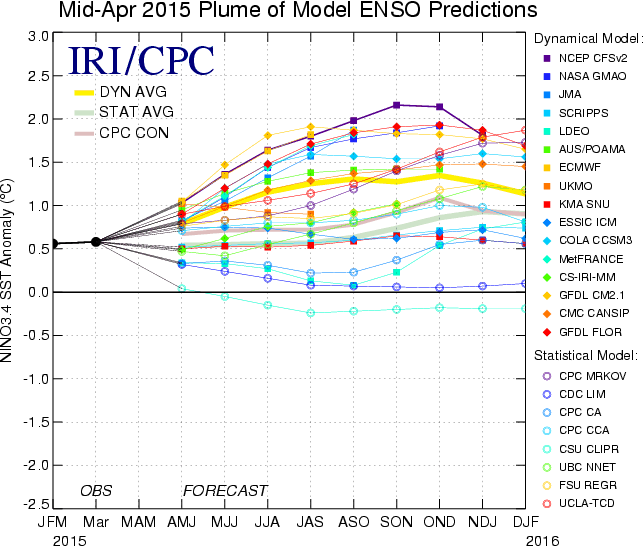 Mid-Apr 2015 Plume of Model ENSO Predictions
IRI/CPC
DYN AVG
STAT AVG
CPC CON
NINO3.4 SST Anomaly (ºC)
3.0
2.5
2.0
1.5
1.0
0.5
0.0
-0.5
-1.0
-1.5
-2.0
-2.5
OBS FORECAST
JFM Mar AMJ MJJ JJA JAS ASO SON OND NDJ DJF
2015 2016
Dynamical Model:
NCEP CFSv2
NASA GMAO
JMA
SCRIPPS
LDEO
AUS/POAMA
ECMWF
UKMO
KMA SNU
ESSIC ICM
COLA CCSM3
MetFRANCE
CS-IRI-MM
GFDL CM2.1
CMC CANSIP
GFDL FLOR
Statistical Model:
CPC MRKOV
CDC LIM
CPC CA
CPC CCA
CSU CLIPR
UBC NNET
FSU REGR
UCLA-TCD